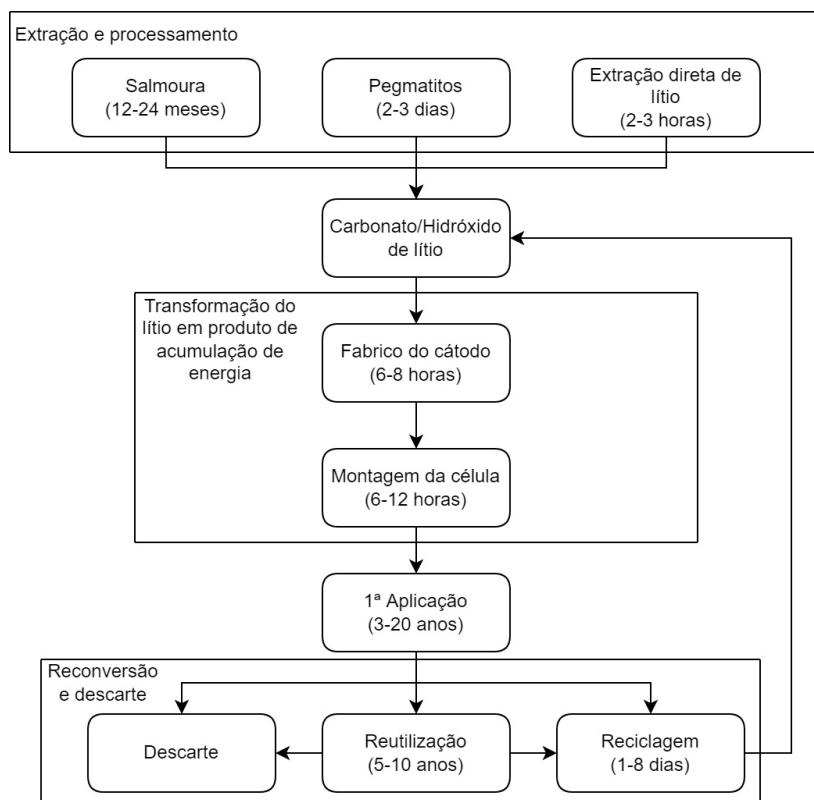 Extração e processamento
Salmoura
(12-24 meses)
Pegmatitos
(2-3 dias)
Extração direta de
lítio
(2-3 horas)
Carbonato/Hidróxido
de lítio
Transformação do
lítio em produto de
acumulação de
energia
Fabrico do cátodo
(6-8 horas)
Montagem da célula
(6-12 horas)
1ª Aplicação
(3-20 anos)
Reconversão
e descarte
Descarte
Reutilização
(5-10 anos)
Reciclagem
(1-8 dias)